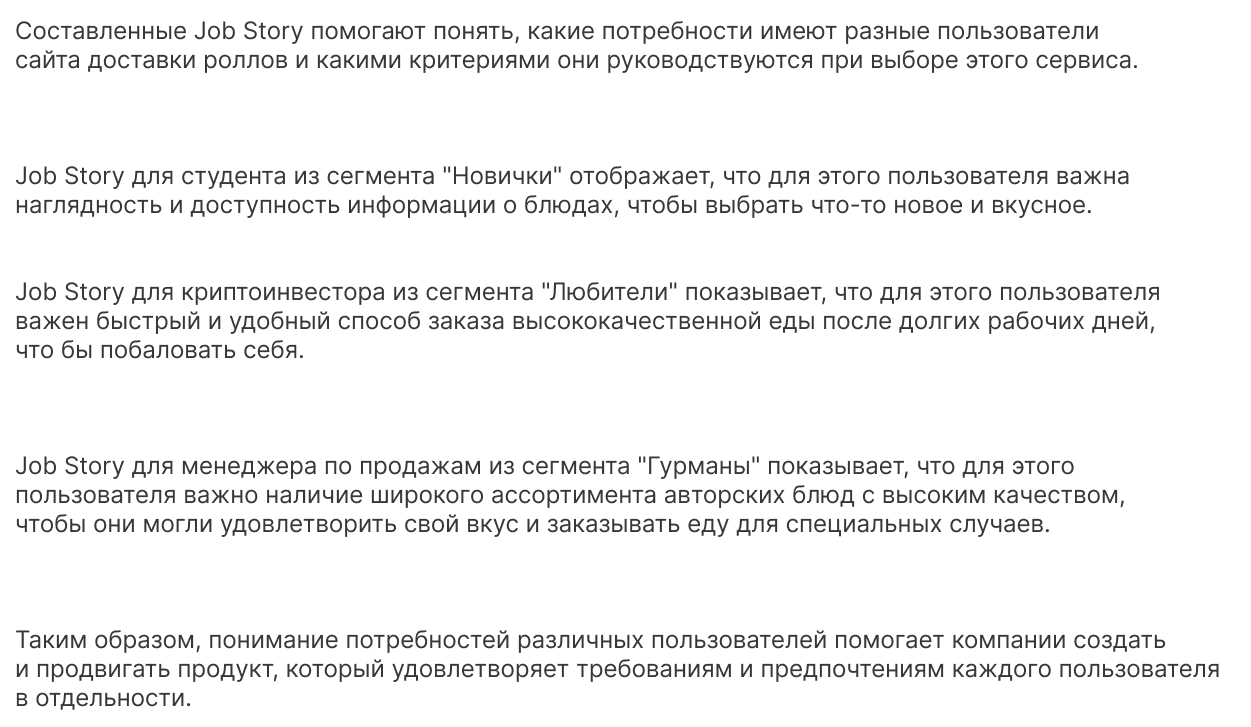 Составленные Job Story помогают понять, какие потребности имеют разные пользователи
сайта доставки роллов и какими критериями они руководствуются при выборе этого сервиса.
Job Story для студента из сегмента "Новички" отображает, что для этого пользователя важна
наглядность и доступность информации о блюдах, чтобы выбрать что-то новое и вкусное.
Job Story для криптоинвестора из сегмента "Любители" показывает, что для этого пользователя
важен быстрый и удобный способ заказа высококачественной еды после долгих рабочих дней,
что бы побаловать себя.
Job Story для менеджера по продажам из сегмента "Гурманы" показывает, что для этого
пользователя важно наличие широкого ассортимента авторских блюд с высоким качеством,
чтобы они могли удовлетворить свой вкус и заказывать еду для специальных случаев.
Таким образом, понимание потребностей различных пользователей помогает компании создать
и продвигать продукт, который удовлетворяет требованиям и предпочтениям каждого пользователя
в отдельности.